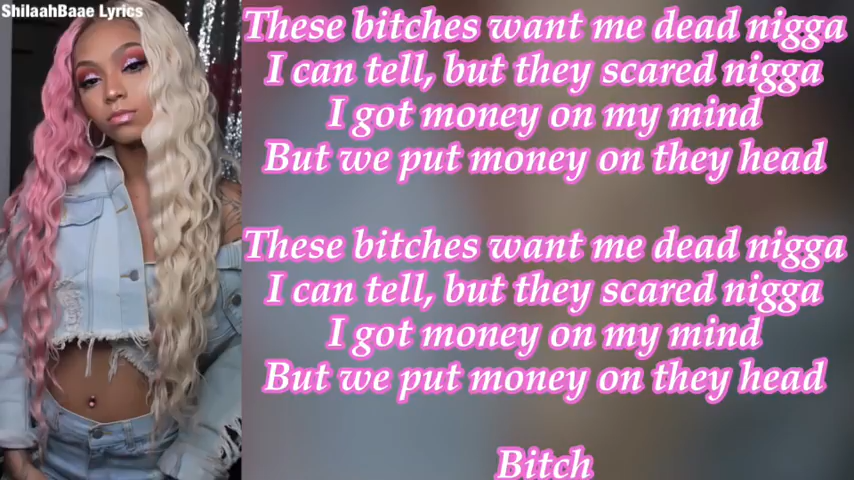 ShilaahBaae Lyrics
These bitches want me dead nigga
I can tell, but they scared nigga
I got money on my mind
But we put money on they head
These bitches want me dead nigga
I can tell, but they scared nigga
I got money on my mind
But we put money on they head
Bitch